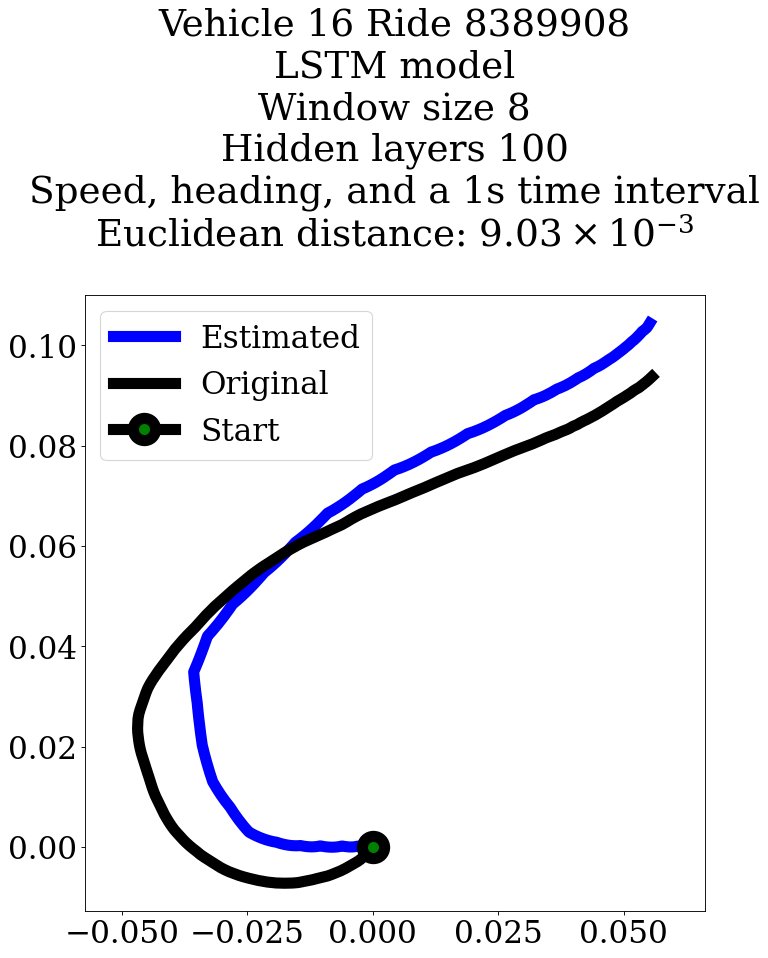 Vehicle 16 Ride 8389908
LSTM model
Window size 8
Hidden layers 100
Speed, heading, and a 1s time interval
Euclidean distance: 9.03 × 10⁻³
Estimated
Original
Start
0.10
0.08
0.06
0.04
0.02
0.00
−0.050 −0.025 0.000 0.025 0.050